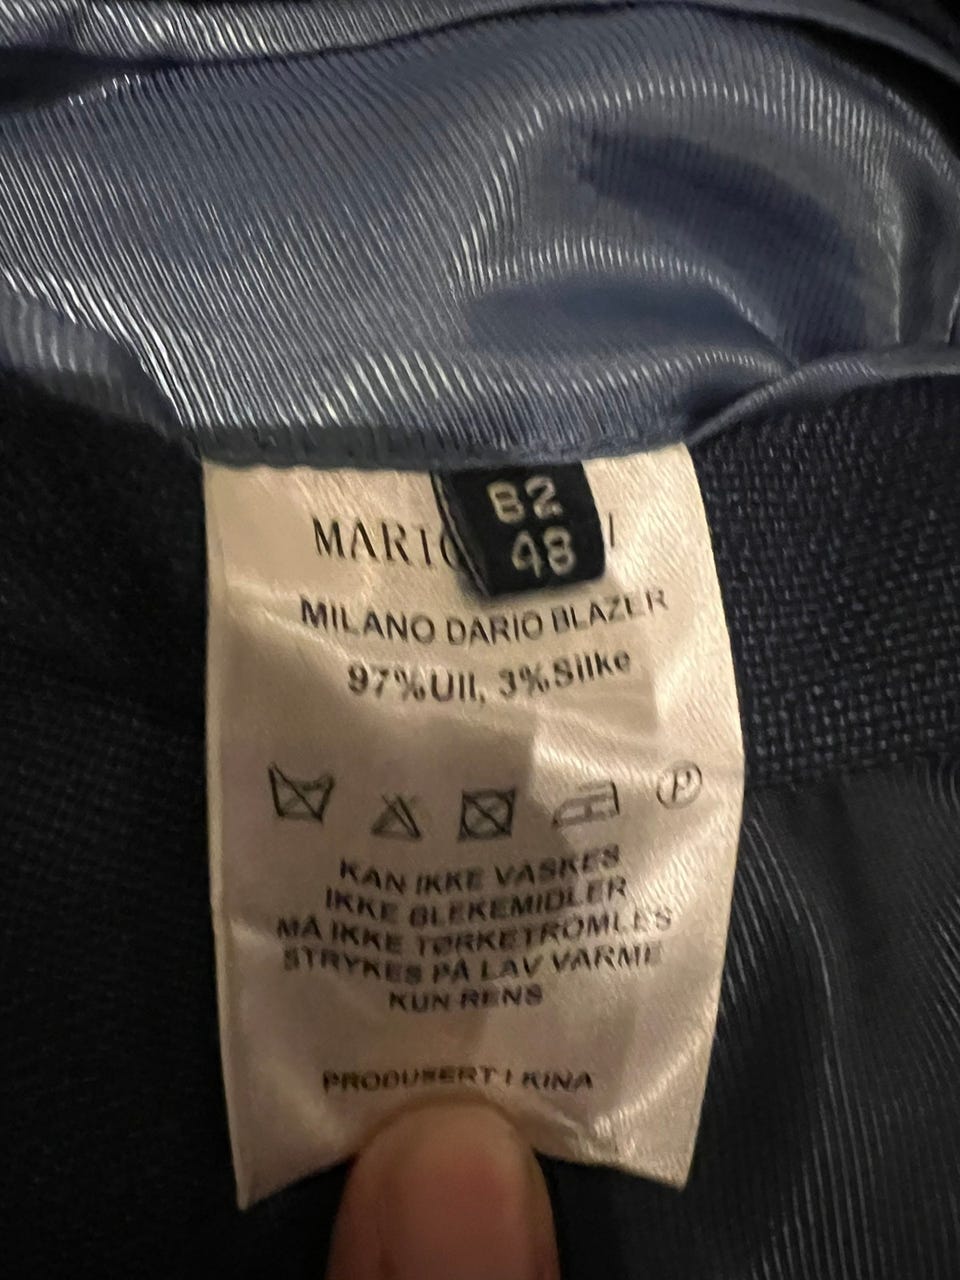 B2
48
MILANO DARIO BLAZER
97%Ull, 3%Silke
P
KAN IKKE VASKES
IKKE BLEKEMIDLER
MÅ IKKE TØRKETROMLES
STRYKES PÅ LAV VARME
KUN RENS
PRODUSERT I KINA